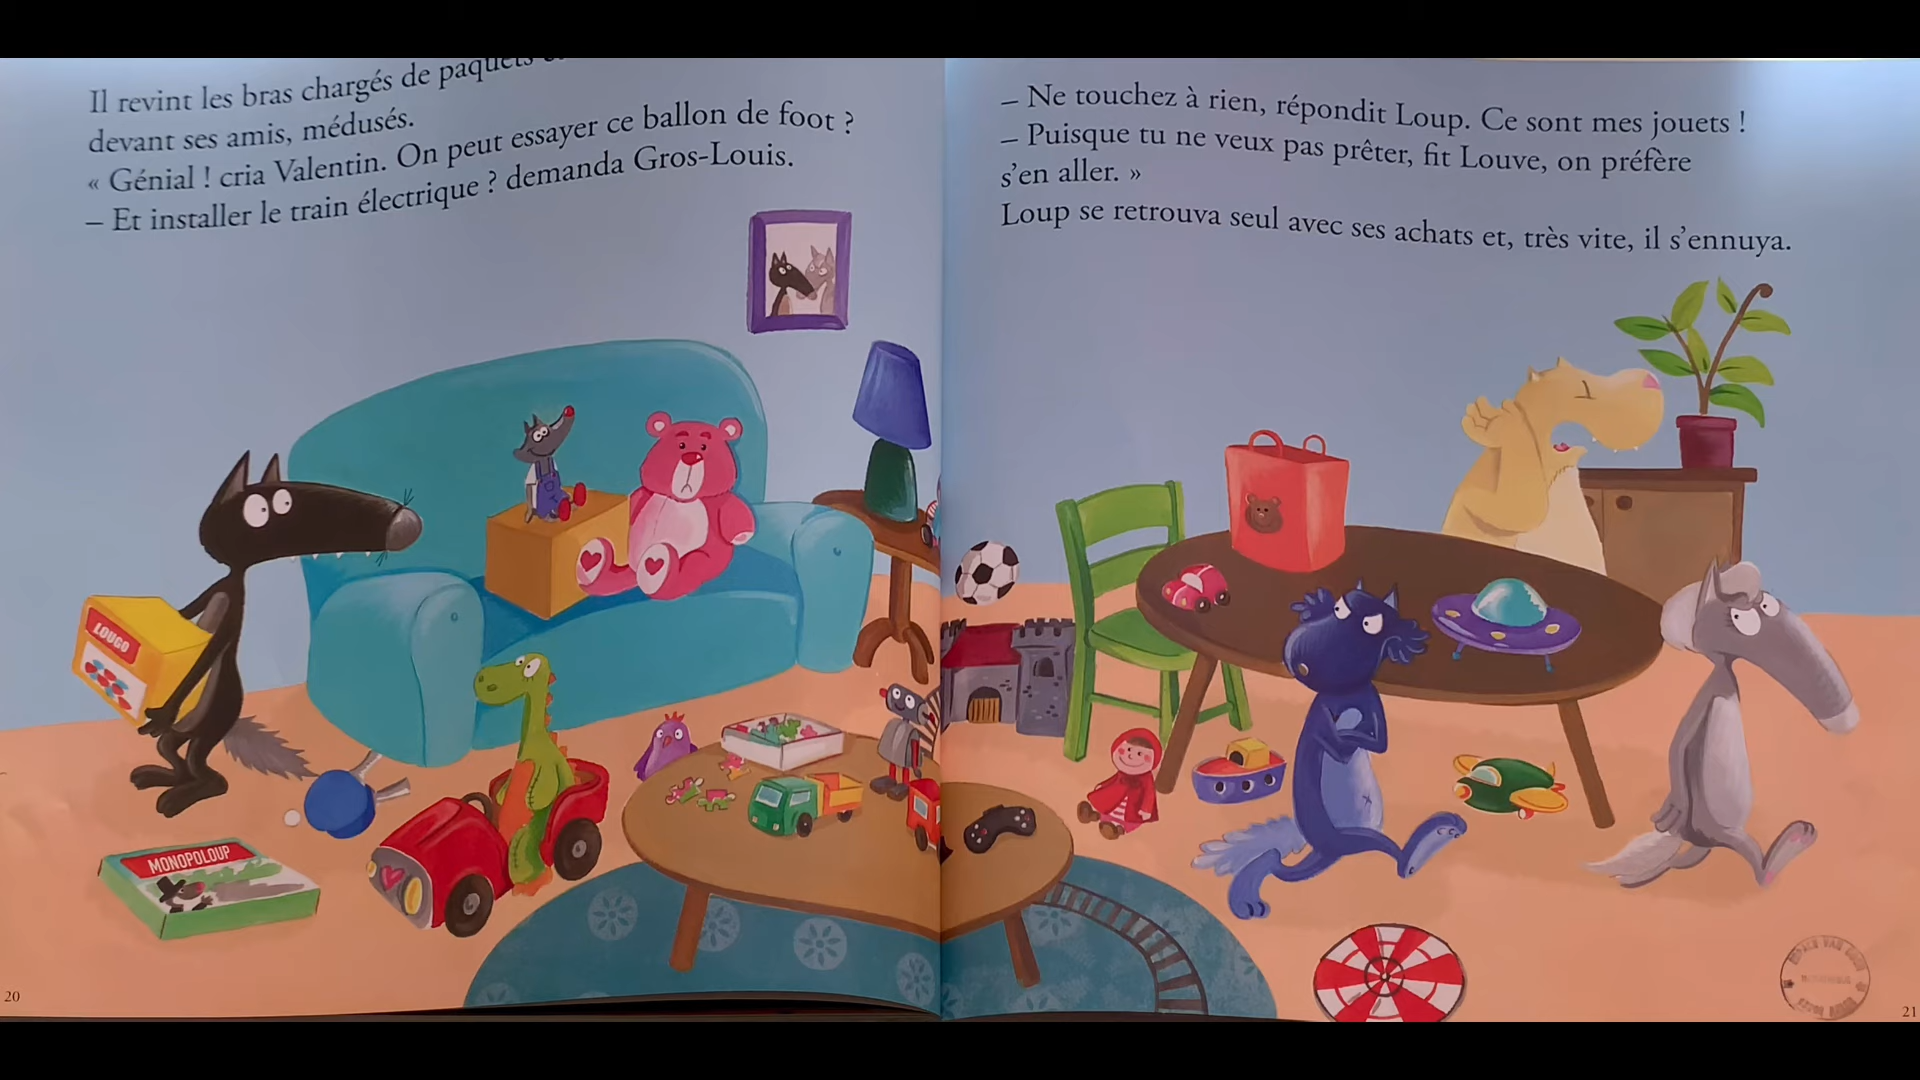 Il revint les bras chargés de paquets
devant ses amis, médusés.
« Génial ! cria Valentin. On peut essayer ce ballon de foot ?
– Et installer le train électrique ? demanda Gros-Louis.
LOUGO
MONOPOLOUP
20
– Ne touchez à rien, répondit Loup. Ce sont mes jouets !
– Puisque tu ne veux pas prêter, fit Louve, on préfère
s'en aller. »
Loup se retrouva seul avec ses achats et, très vite, il s'ennuya.
21